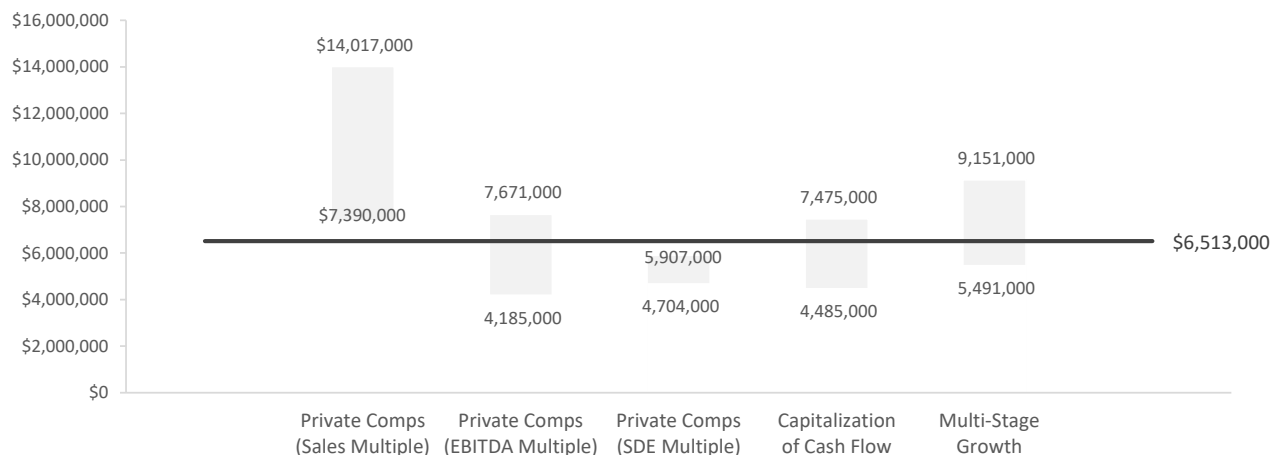 $16,000,000
$14,000,000
$12,000,000
$10,000,000
$8,000,000
$6,000,000
$4,000,000
$2,000,000
$0
$14,017,000
$7,390,000
7,671,000
4,185,000
5,907,000
4,704,000
7,475,000
4,485,000
9,151,000
5,491,000
$6,513,000
Private Comps
(Sales Multiple)
Private Comps
(EBITDA Multiple)
Private Comps
(SDE Multiple)
Capitalization
of Cash Flow
Multi-Stage
Growth